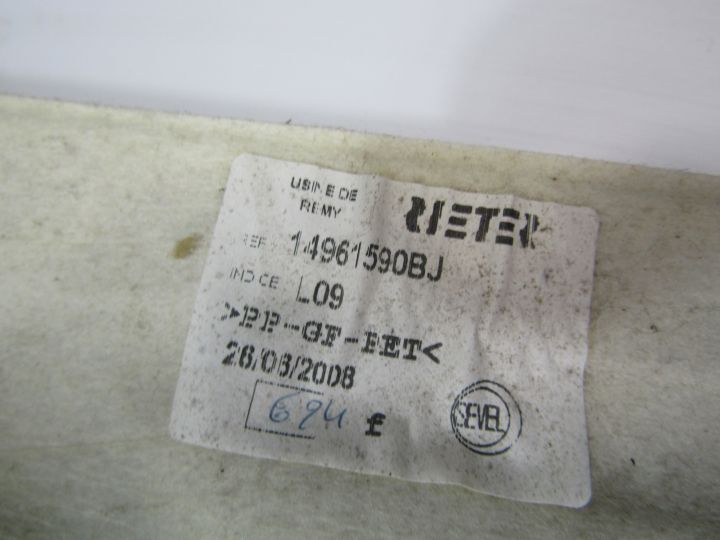 USINE DE
REMY
RIETER
REF 14961590BJ
INDICE L09
>PP-GF-PET<
26/06/2008
694 £
SEVEL